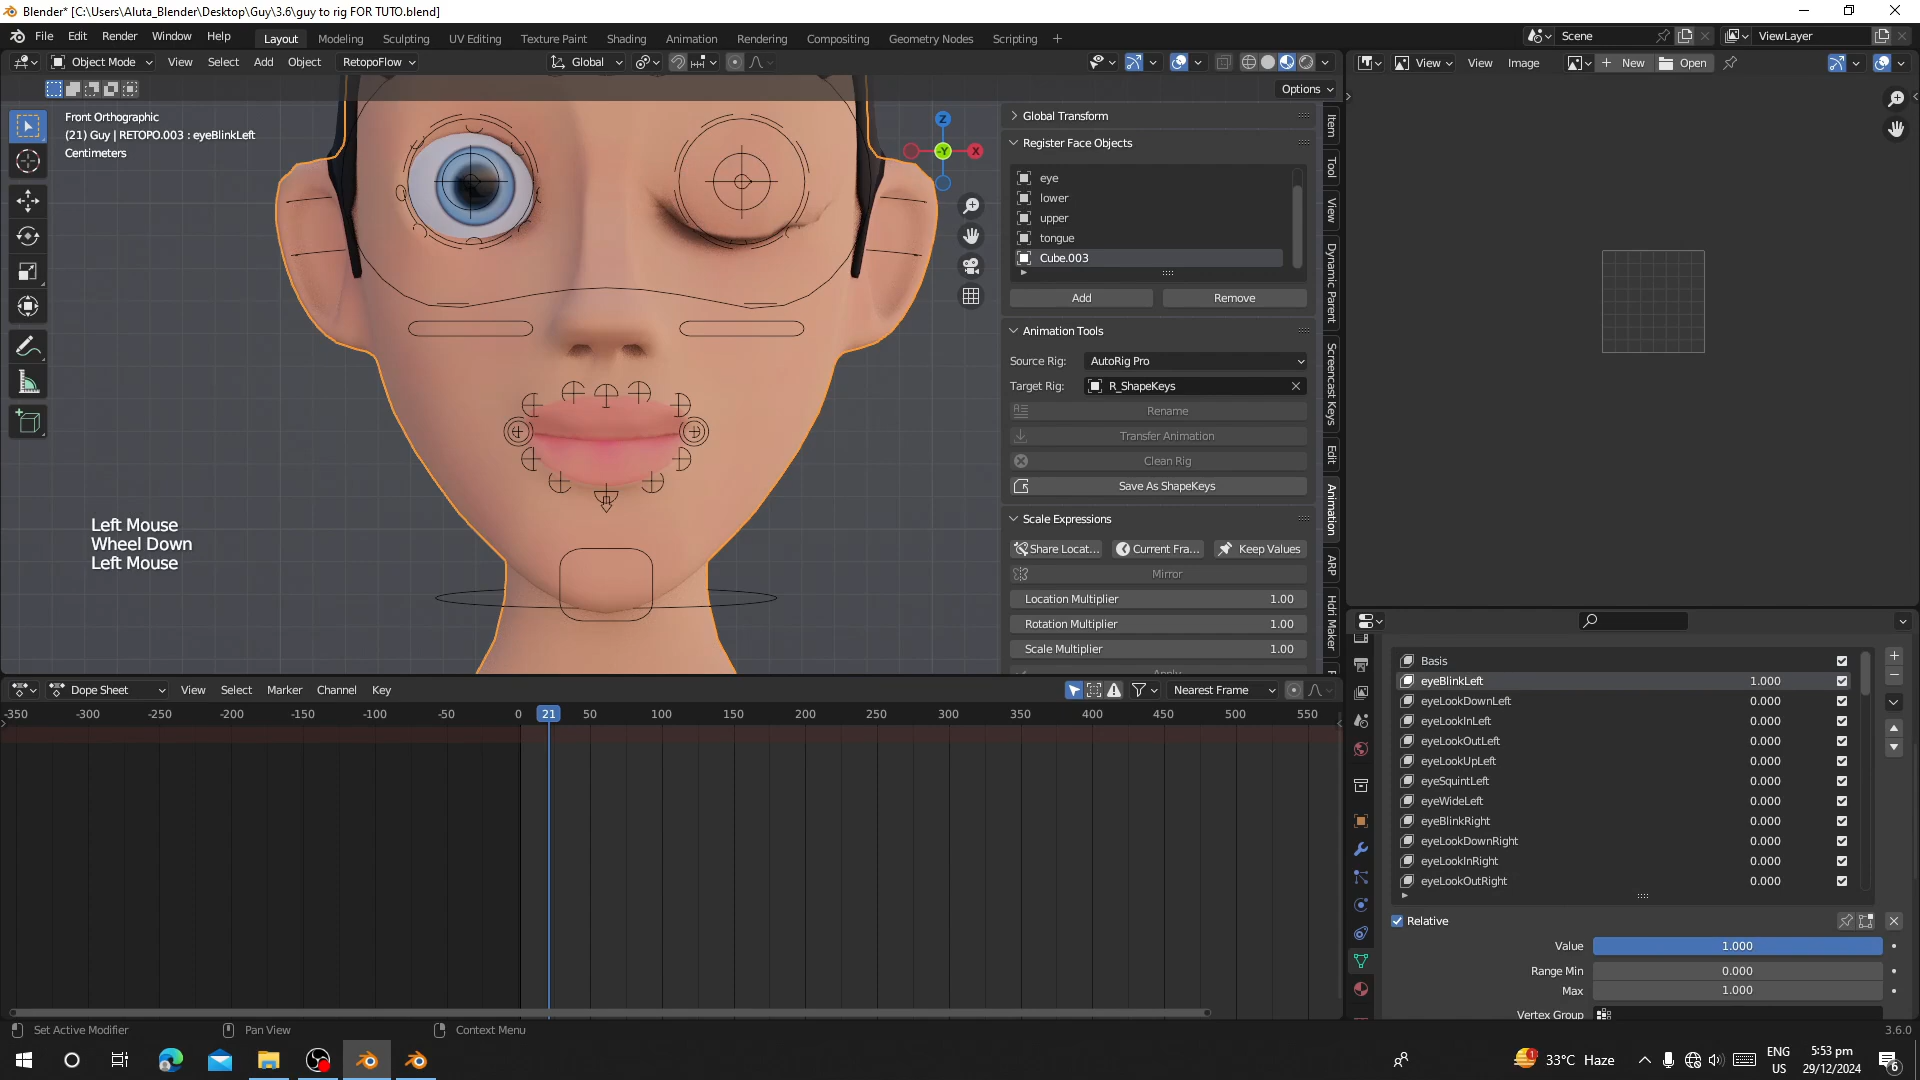 Blender* [C:\Users\Aluta_Blender\Desktop\Guy\3.6\guy to rig FOR TUTO.blend]
File Edit Render Window Help Layout Modeling Sculpting UV Editing Texture Paint Shading Animation Rendering Compositing Geometry Nodes Scripting + Scene ViewLayer
Object Mode View Select Add Object RetopoFlow Global View View Image New Open
Options
Front Orthographic
(21) Guy | RETOPO.003 : eyeBlinkLeft
Centimeters
Z
-Y
X
Left Mouse
Wheel Down
Left Mouse
Global Transform
Register Face Objects
eye
lower
upper
tongue
Cube.003
Add Remove
Animation Tools
Source Rig: AutoRig Pro
Target Rig: R_ShapeKeys
Rename
Transfer Animation
Clean Rig
Save As ShapeKeys
Scale Expressions
Share Locat... Current Fra... Keep Values
Mirror
Location Multiplier 1.00
Rotation Multiplier 1.00
Scale Multiplier 1.00
Apply
Item
Tool
View
Dynamic Parent
Screencast Keys
Edit
Animation
ARP
Hdri Maker
Dope Sheet View Select Marker Channel Key Nearest Frame
-350 -300 -250 -200 -150 -100 -50 0 21 50 100 150 200 250 300 350 400 450 500 550
Basis
eyeBlinkLeft 1.000
eyeLookDownLeft 0.000
eyeLookInLeft 0.000
eyeLookOutLeft 0.000
eyeLookUpLeft 0.000
eyeSquintLeft 0.000
eyeWideLeft 0.000
eyeBlinkRight 0.000
eyeLookDownRight 0.000
eyeLookInRight 0.000
eyeLookOutRight 0.000
Relative
Value 1.000
Range Min 0.000
Max 1.000
Vertex Group
Set Active Modifier Pan View Context Menu 3.6.0
33°C Haze ENG US 5:53 pm 29/12/2024 6